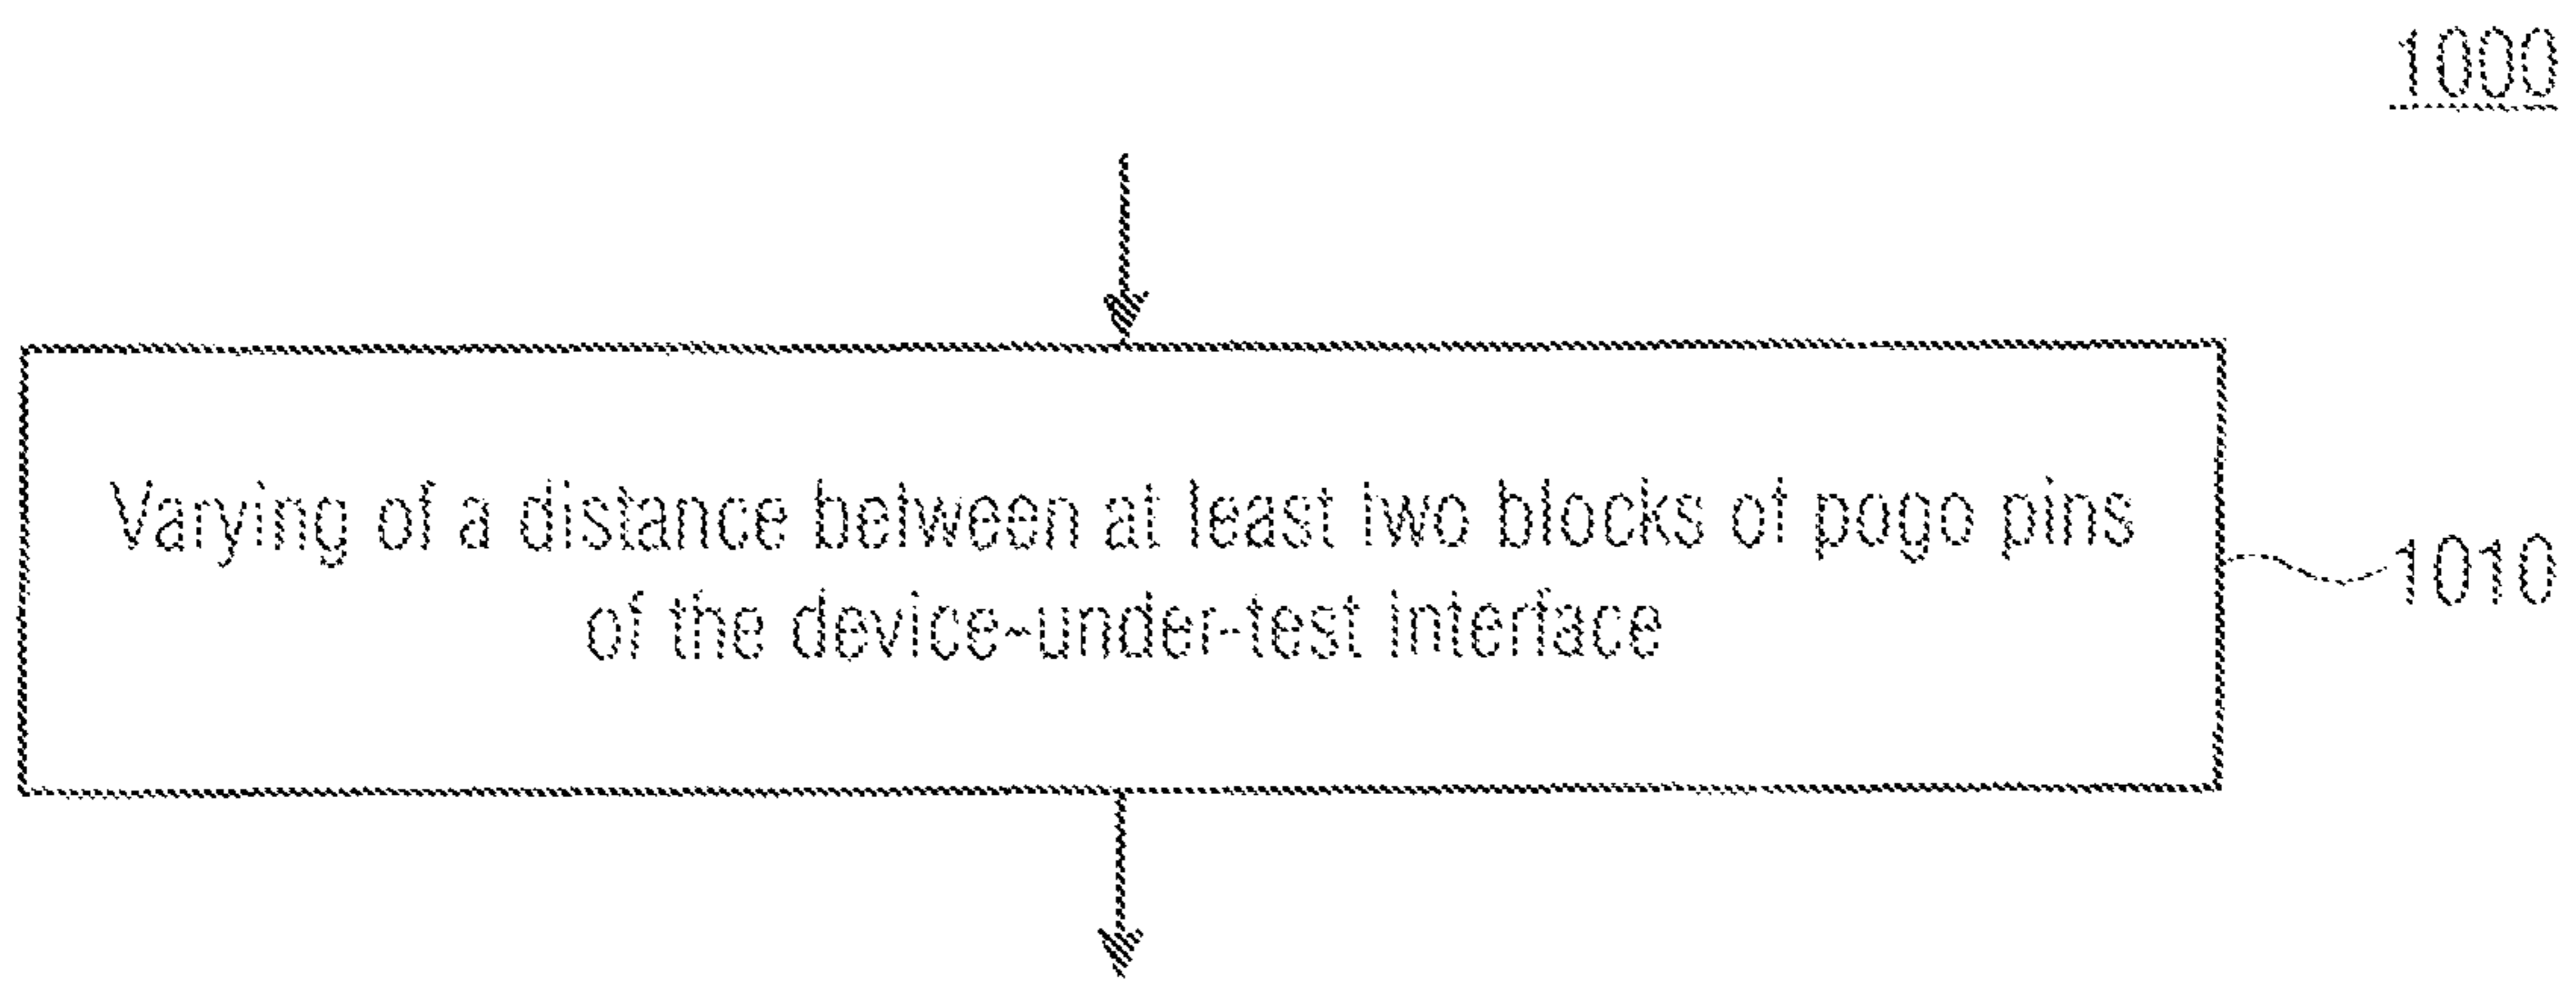 1000
Varying of a distance between at least two blocks of pogo pins
of the device-under-test interface
1010